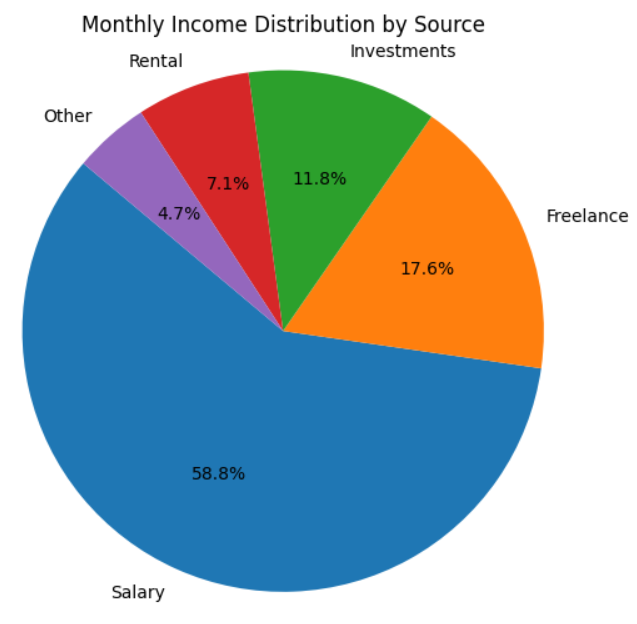 Monthly Income Distribution by Source
Investments
Rental
Other
11.8%
7.1%
4.7%
Freelance
17.6%
58.8%
Salary